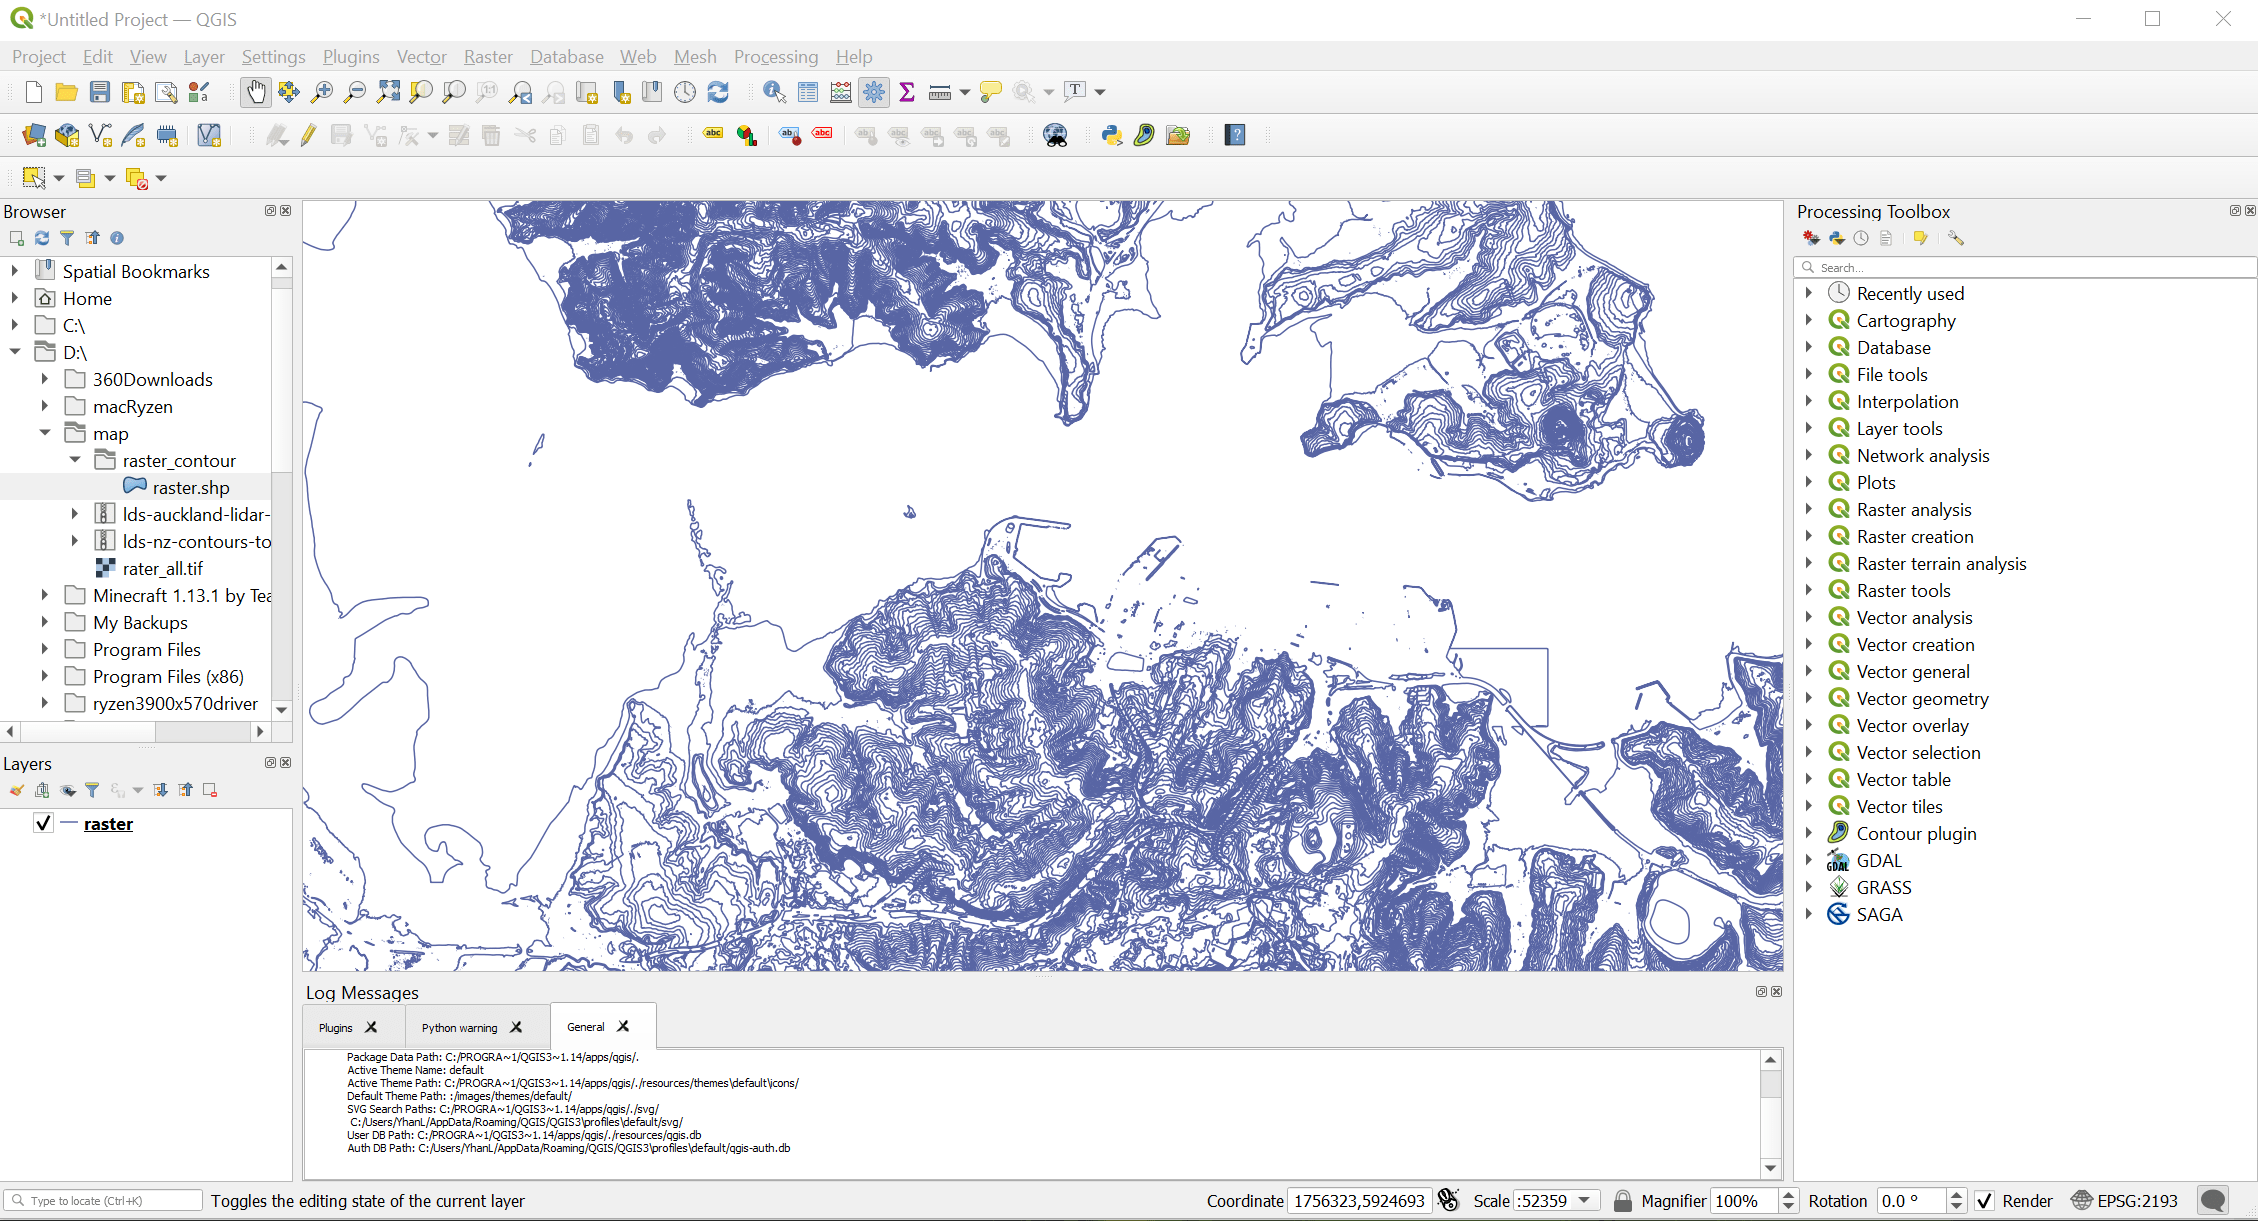 *Untitled Project — QGIS
Project Edit View Layer Settings Plugins Vector Raster Database Web Mesh Processing Help
Browser
Spatial Bookmarks
Home
C:\
D:\
360Downloads
macRyzen
map
raster_contour
raster.shp
lds-auckland-lidar-
lds-nz-contours-to
rater_all.tif
Minecraft 1.13.1 by Tea
My Backups
Program Files
Program Files (x86)
ryzen3900x570driver
Layers
raster
Log Messages
Plugins
Python warning
General
Package Data Path: C:/PROGRA~1/QGIS3~1.14/apps/qgis/.
Active Theme Name: default
Active Theme Path: C:/PROGRA~1/QGIS3~1.14/apps/qgis/./resources/themes\default\icons/
Default Theme Path: :/images/themes/default/
SVG Search Paths: C:/PROGRA~1/QGIS3~1.14/apps/qgis/./svg/
C:/Users/YhanL/AppData/Roaming/QGIS/QGIS3\profiles\default/svg/
User DB Path: C:/PROGRA~1/QGIS3~1.14/apps/qgis/./resources/qgis.db
Auth DB Path: C:/Users/YhanL/AppData/Roaming/QGIS/QGIS3\profiles\default/qgis-auth.db
Processing Toolbox
Search...
Recently used
Cartography
Database
File tools
Interpolation
Layer tools
Network analysis
Plots
Raster analysis
Raster creation
Raster terrain analysis
Raster tools
Vector analysis
Vector creation
Vector general
Vector geometry
Vector overlay
Vector selection
Vector table
Vector tiles
Contour plugin
GDAL
GRASS
SAGA
Type to locate (Ctrl+K)
Toggles the editing state of the current layer
Coordinate 1756323,5924693
Scale :52359
Magnifier 100%
Rotation 0.0 °
Render
EPSG:2193